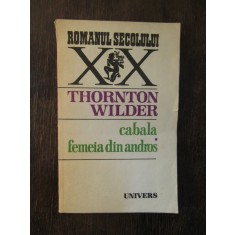 ROMANUL SECOLULUI
XX
THORNTON
WILDER
cabala
femeia din andros
UNIVERS